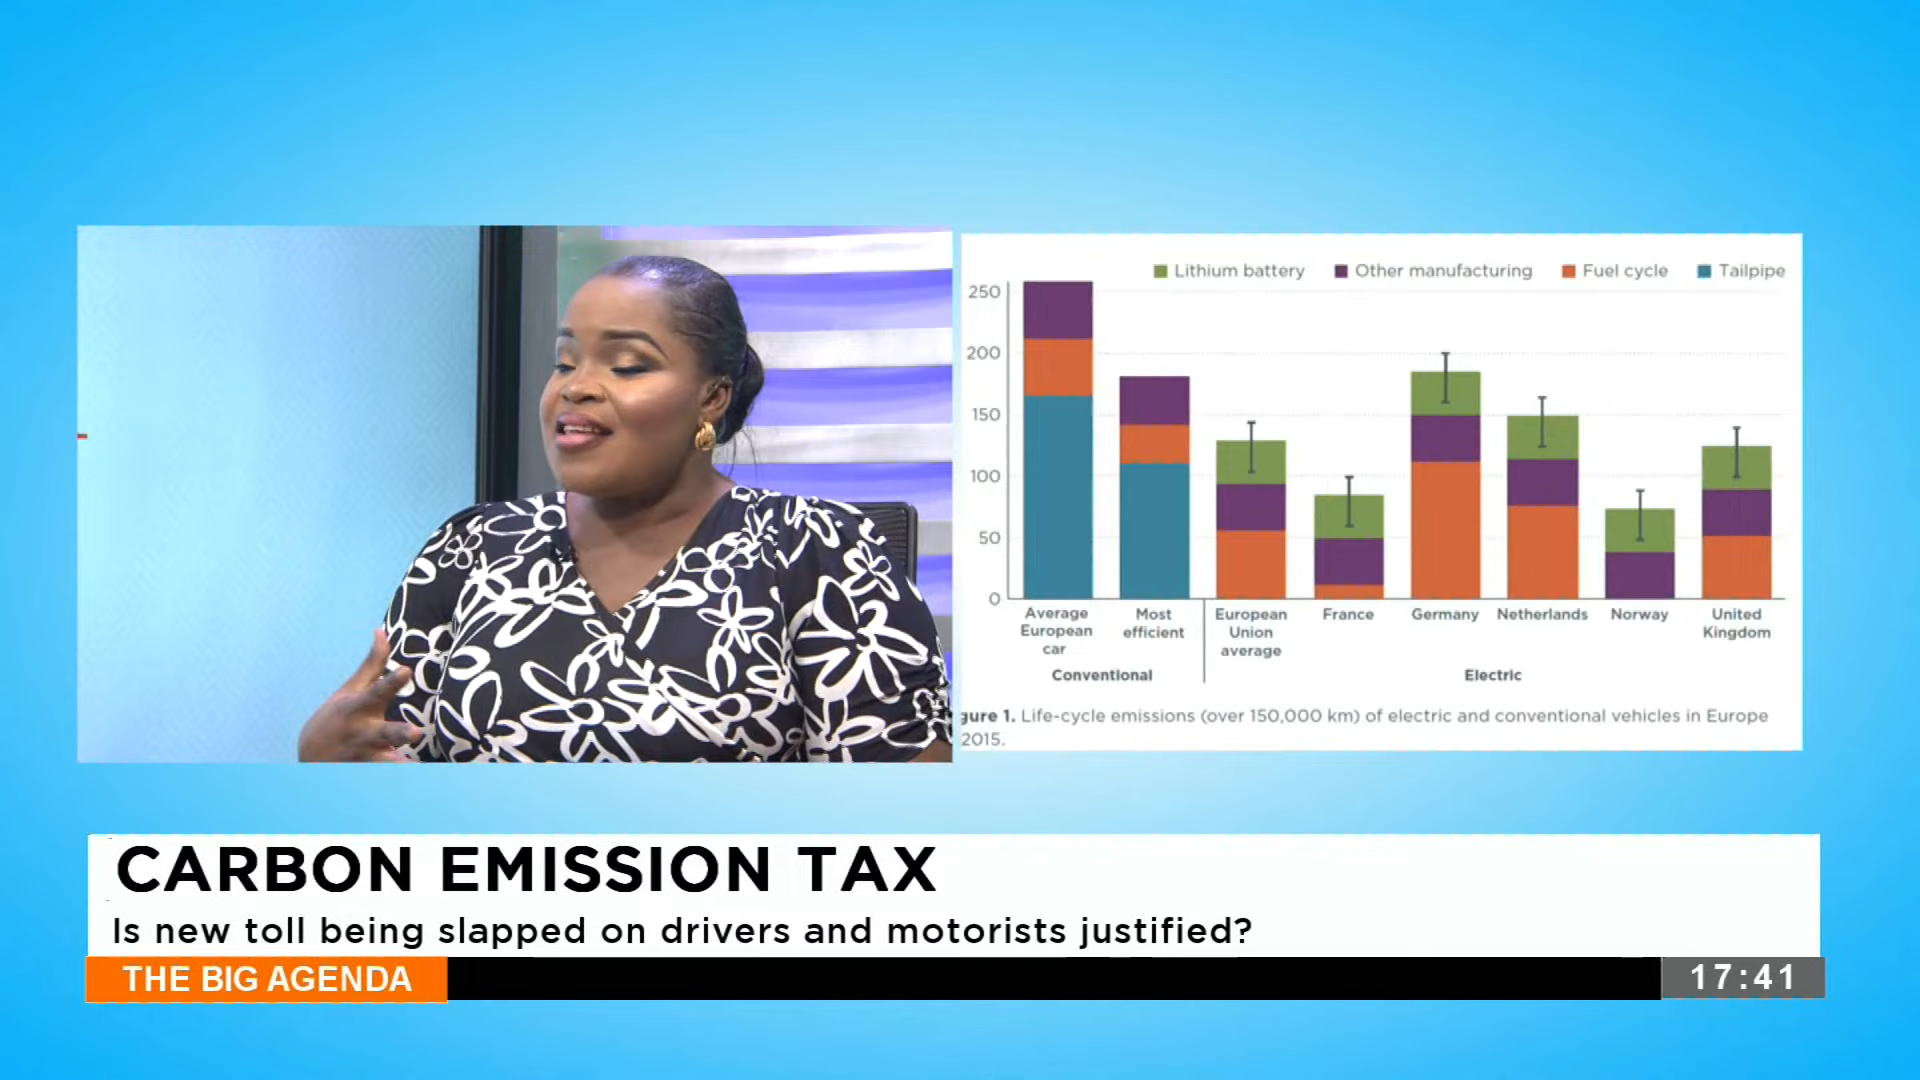 Lithium battery Other manufacturing Fuel cycle Tailpipe
250
200
150
100
50
0
Average European car
Most efficient
European Union average
France
Germany
Netherlands
Norway
United Kingdom
Conventional
Electric
gure 1. Life-cycle emissions (over 150,000 km) of electric and conventional vehicles in Europe
2015.
CARBON EMISSION TAX
Is new toll being slapped on drivers and motorists justified?
THE BIG AGENDA
17:41